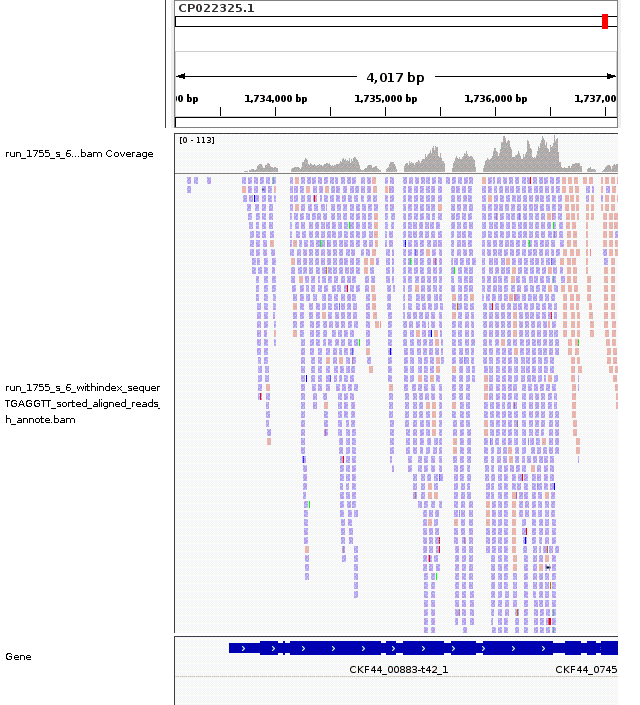 CP022325.1
4,017 bp
00 bp
1,734,000 bp
1,735,000 bp
1,736,000 bp
1,737,00
[0 - 113]
run_1755_s_6...bam Coverage
run_1755_s_6_withindex_sequer
TGAGGTT_sorted_aligned_reads_
h_annote.bam
Gene
CKF44_00883-t42_1
CKF44_0745